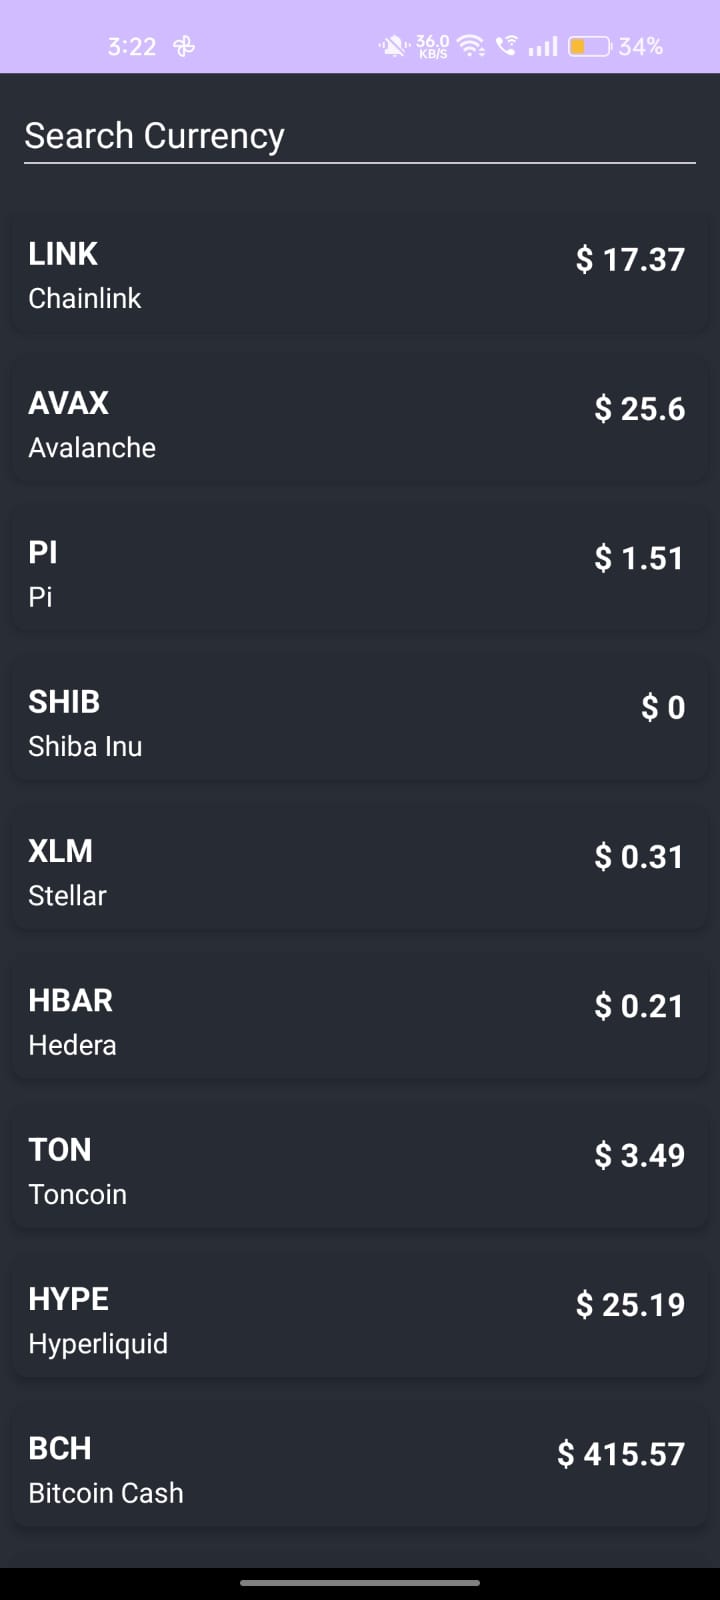 3:22 36.0 KB/S 34%
Search Currency
LINK $ 17.37
Chainlink
AVAX $ 25.6
Avalanche
PI $ 1.51
Pi
SHIB $ 0
Shiba Inu
XLM $ 0.31
Stellar
HBAR $ 0.21
Hedera
TON $ 3.49
Toncoin
HYPE $ 25.19
Hyperliquid
BCH $ 415.57
Bitcoin Cash